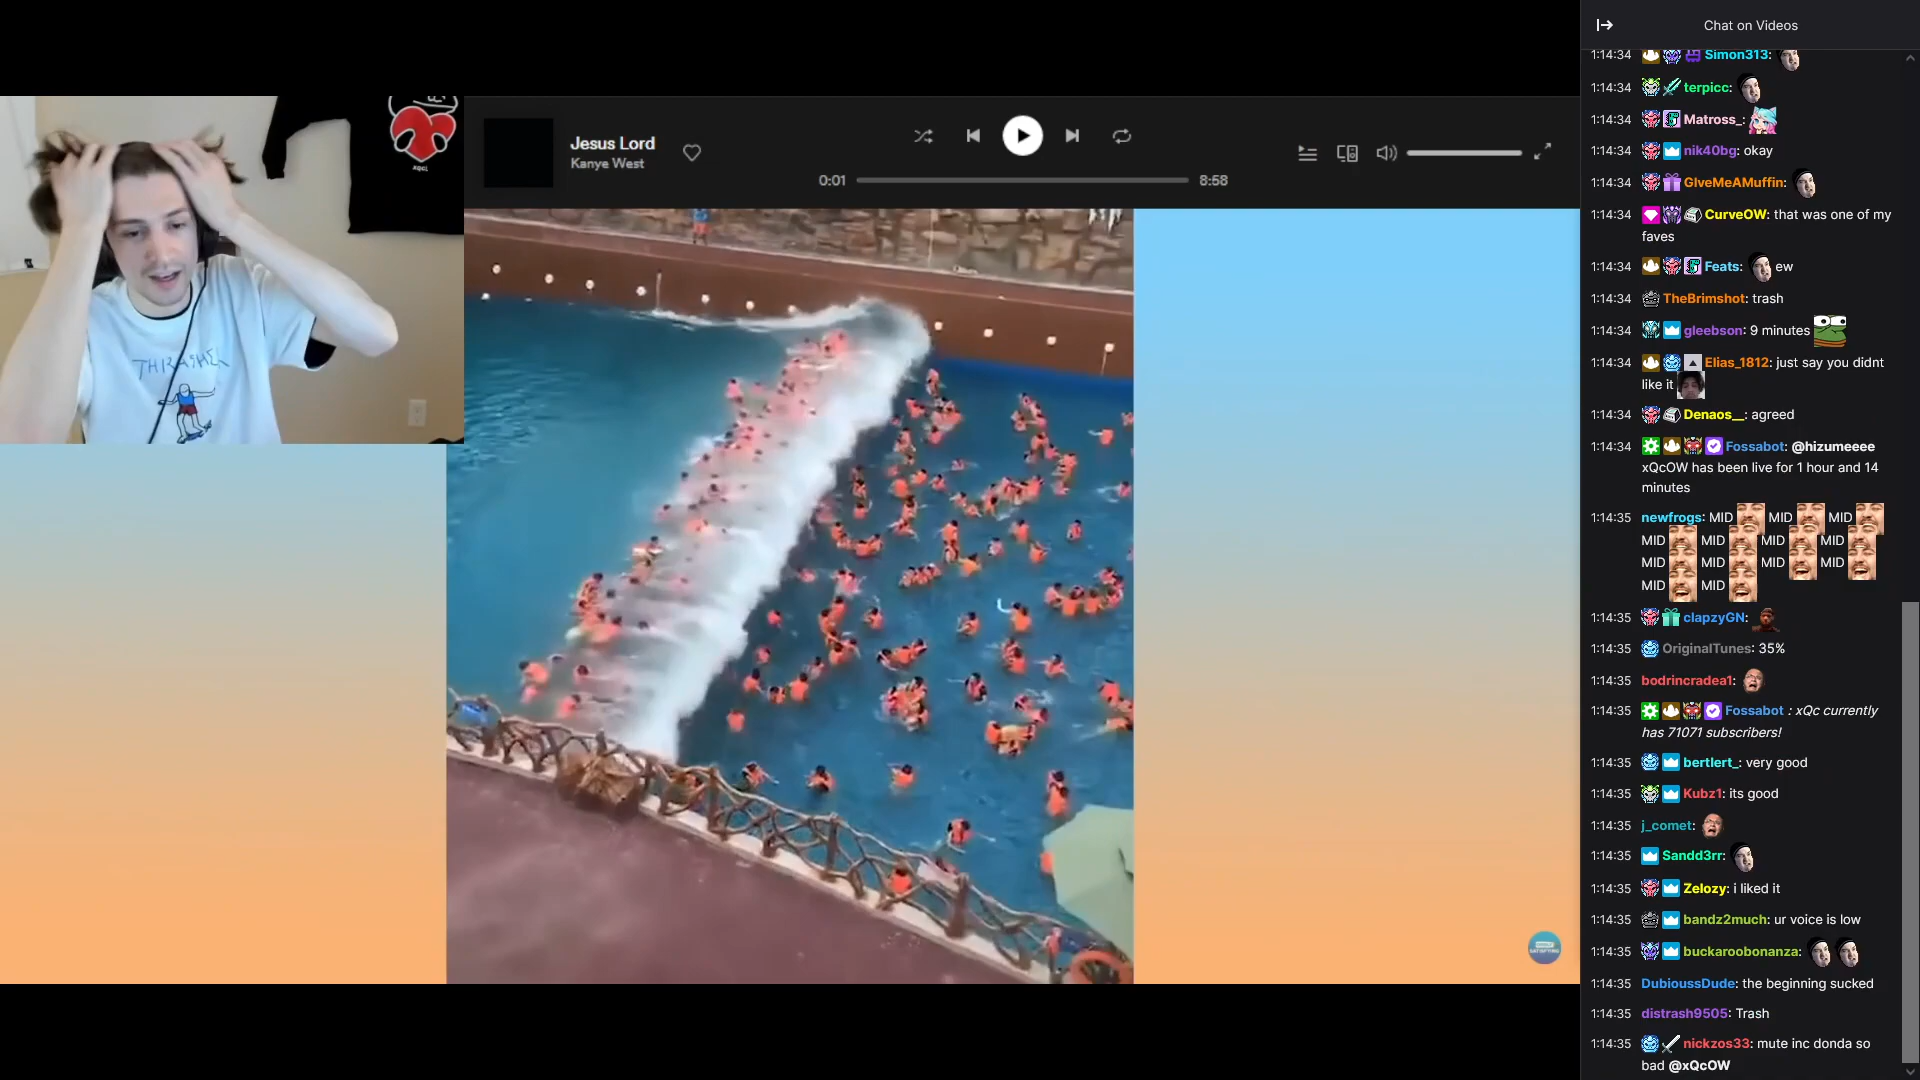 Chat on Videos
Jesus Lord
Kanye West
0:01
8:58
THRASHER
1:14:34 Simon313:
1:14:34 terpicc:
1:14:34 Matross_:
1:14:34 nik40bg: okay
1:14:34 GIveMeAMuffin:
1:14:34 CurveOW: that was one of my
faves
1:14:34 Feats: ew
1:14:34 TheBrimshot: trash
1:14:34 gleebson: 9 minutes
1:14:34 Elias_1812: just say you didnt
like it
1:14:34 Denaos__: agreed
1:14:34 Fossabot: @hizumeeee
xQcOW has been live for 1 hour and 14
minutes
1:14:35 newfrogs: MID MID MID
MID MID MID MID
MID MID MID MID
MID MID
1:14:35 clapzyGN:
1:14:35 OriginalTunes: 35%
1:14:35 bodrincradea1:
1:14:35 Fossabot : xQc currently
has 71071 subscribers!
1:14:35 bertlert_: very good
1:14:35 Kubz1: its good
1:14:35 j_comet:
1:14:35 Sandd3rr:
1:14:35 Zelozy: i liked it
1:14:35 bandz2much: ur voice is low
1:14:35 buckaroobonanza:
1:14:35 DubioussDude: the beginning sucked
1:14:35 distrash9505: Trash
1:14:35 nickzos33: mute inc donda so
bad @xQcOW